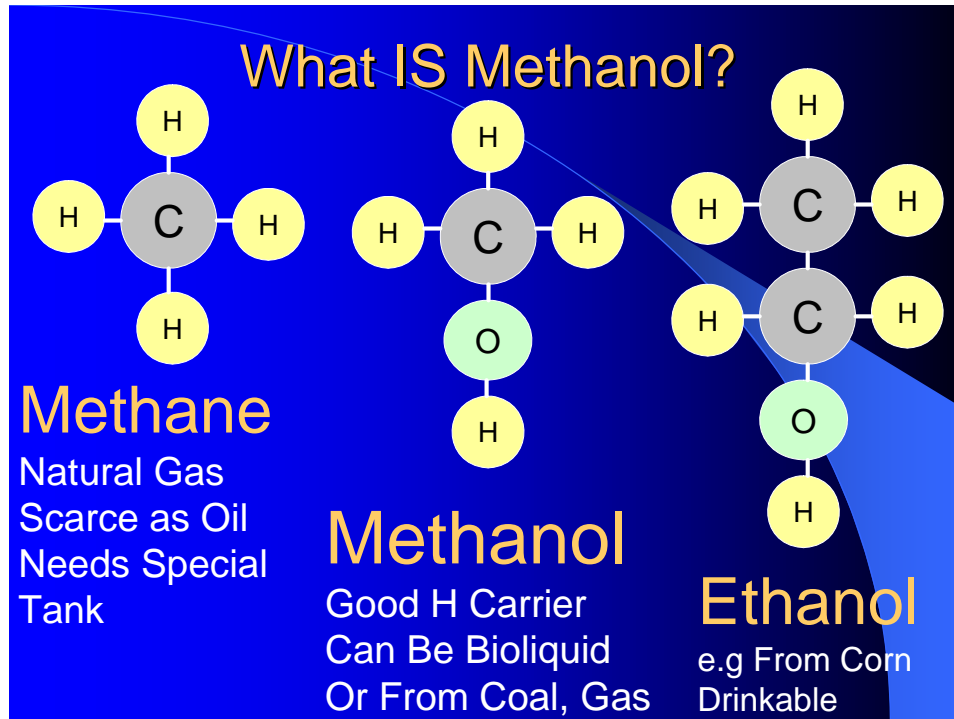 What IS Methanol?
H
H C H
H
Methane
Natural Gas
Scarce as Oil
Needs Special
Tank
H
H C H
O
H
Methanol
Good H Carrier
Can Be Bioliquid
Or From Coal, Gas
H
H C H
H C H
O
H
Ethanol
e.g From Corn
Drinkable